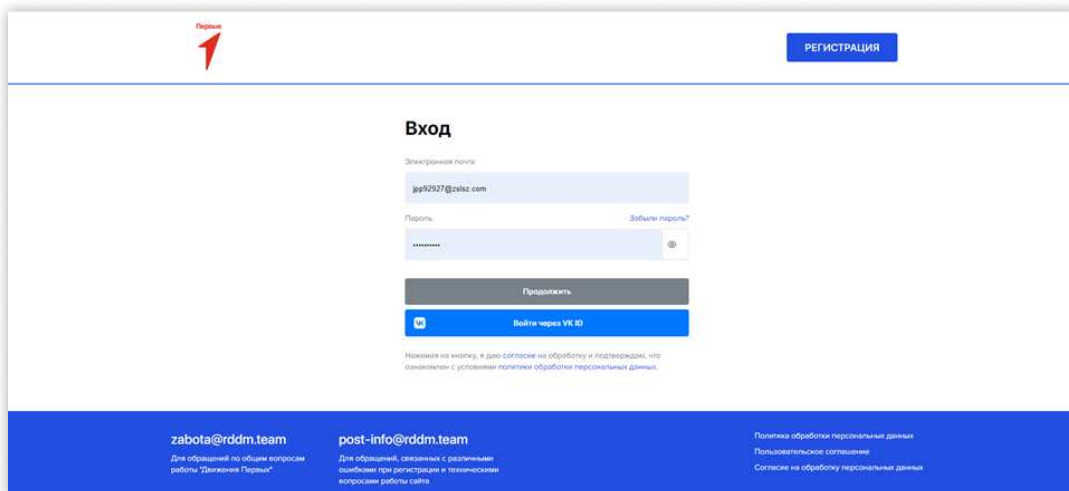 Первые
РЕГИСТРАЦИЯ
Вход
Электронная почта
jpp92927@zslsz.com
Пароль
Забыли пароль?
Продолжить
Войти через VK ID
Нажимая на кнопку, я даю согласие на обработку и подтверждаю, что
ознакомлен с условиями политики обработки персональных данных.
zabota@rddm.team
Для обращений по общим вопросам
работы "Движения Первых"
post-info@rddm.team
Для обращений, связанных с различными
ошибками при регистрации и техническими
вопросами работы сайта
Политика обработки персональных данных
Пользовательское соглашение
Согласие на обработку персональных данных